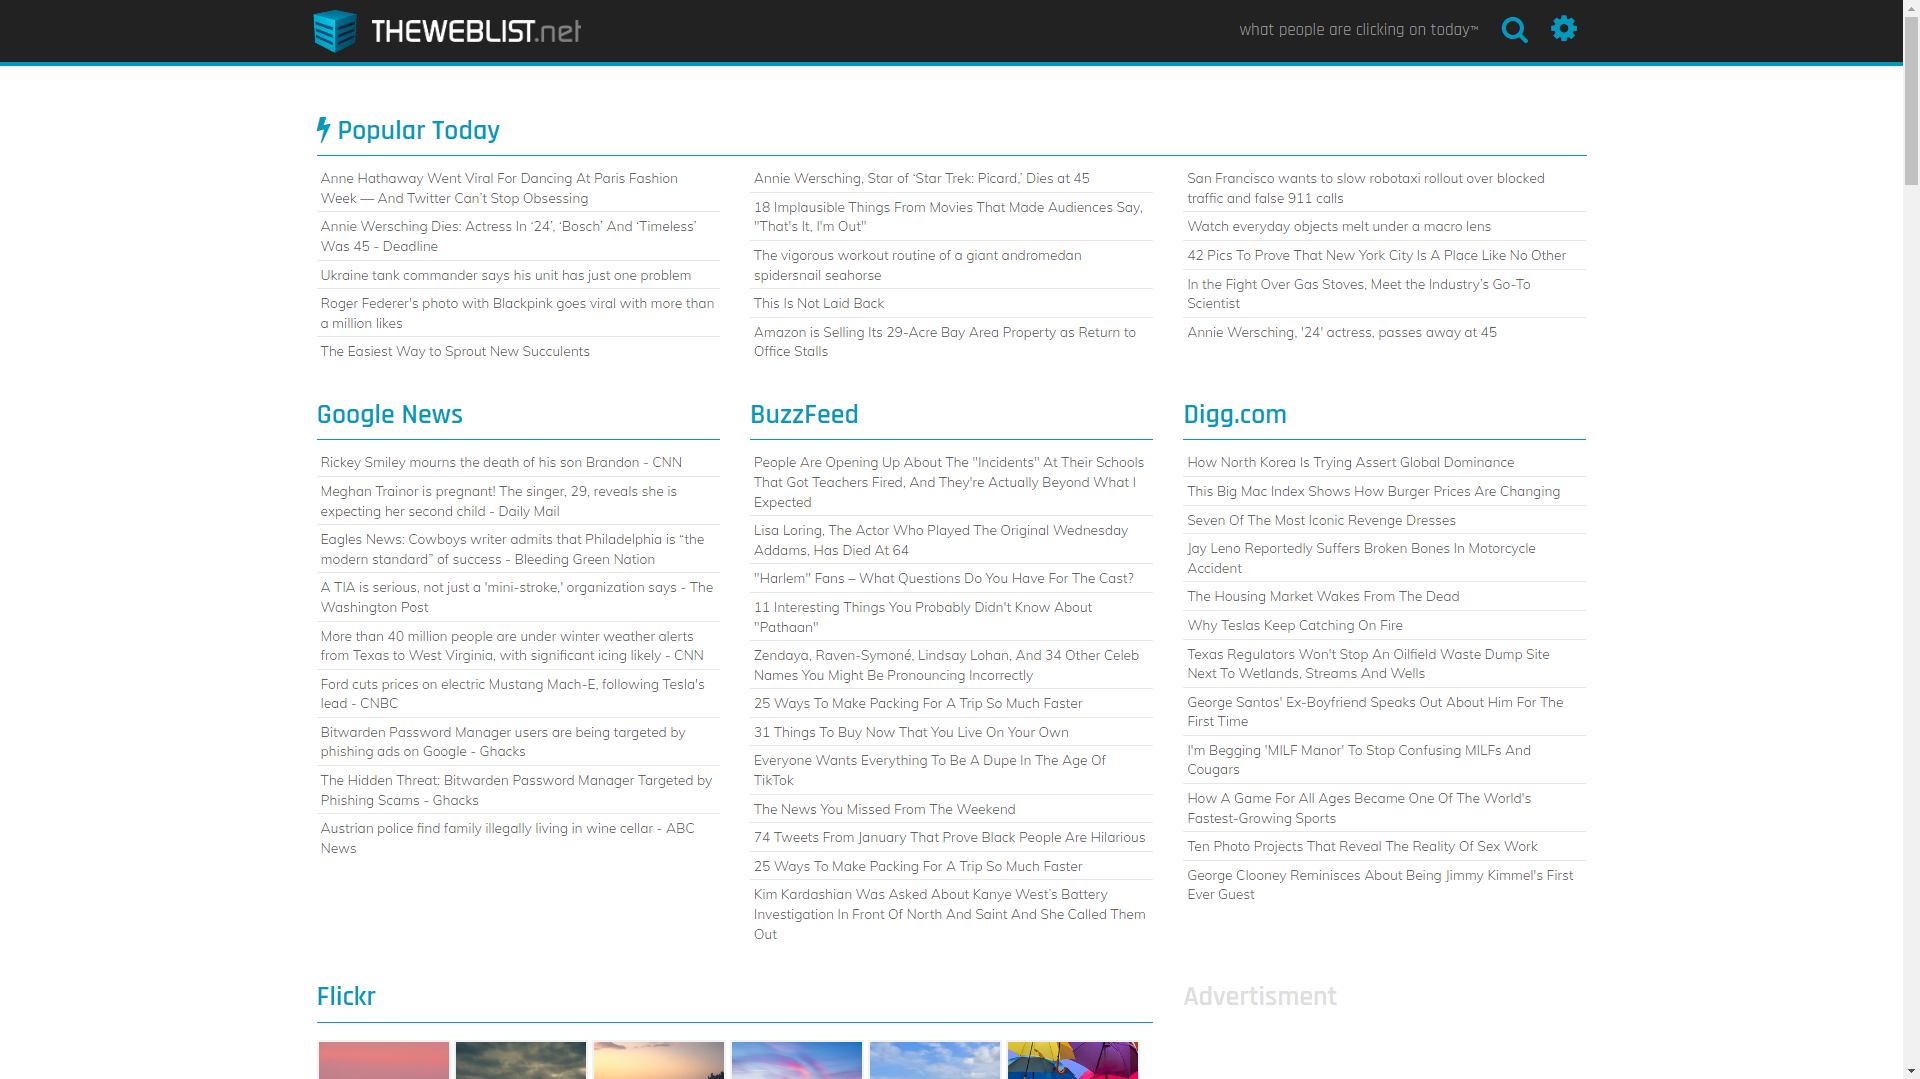 THEWEBLIST.net
what people are clicking on today™
Popular Today
Anne Hathaway Went Viral For Dancing At Paris Fashion
Week — And Twitter Can’t Stop Obsessing
Annie Wersching Dies: Actress In ‘24’, ‘Bosch’ And ‘Timeless’
Was 45 - Deadline
Ukraine tank commander says his unit has just one problem
Roger Federer's photo with Blackpink goes viral with more than
a million likes
The Easiest Way to Sprout New Succulents
Annie Wersching, Star of ‘Star Trek: Picard,’ Dies at 45
18 Implausible Things From Movies That Made Audiences Say,
"That's It, I'm Out"
The vigorous workout routine of a giant andromedan
spidersnail seahorse
This Is Not Laid Back
Amazon is Selling Its 29-Acre Bay Area Property as Return to
Office Stalls
San Francisco wants to slow robotaxi rollout over blocked
traffic and false 911 calls
Watch everyday objects melt under a macro lens
42 Pics To Prove That New York City Is A Place Like No Other
In the Fight Over Gas Stoves, Meet the Industry’s Go-To
Scientist
Annie Wersching, '24' actress, passes away at 45
Google News
Rickey Smiley mourns the death of his son Brandon - CNN
Meghan Trainor is pregnant! The singer, 29, reveals she is
expecting her second child - Daily Mail
Eagles News: Cowboys writer admits that Philadelphia is “the
modern standard” of success - Bleeding Green Nation
A TIA is serious, not just a 'mini-stroke,' organization says - The
Washington Post
More than 40 million people are under winter weather alerts
from Texas to West Virginia, with significant icing likely - CNN
Ford cuts prices on electric Mustang Mach-E, following Tesla's
lead - CNBC
Bitwarden Password Manager users are being targeted by
phishing ads on Google - Ghacks
The Hidden Threat: Bitwarden Password Manager Targeted by
Phishing Scams - Ghacks
Austrian police find family illegally living in wine cellar - ABC
News
BuzzFeed
People Are Opening Up About The "Incidents" At Their Schools
That Got Teachers Fired, And They're Actually Beyond What I
Expected
Lisa Loring, The Actor Who Played The Original Wednesday
Addams, Has Died At 64
"Harlem" Fans – What Questions Do You Have For The Cast?
11 Interesting Things You Probably Didn't Know About
"Pathaan"
Zendaya, Raven-Symoné, Lindsay Lohan, And 34 Other Celeb
Names You Might Be Pronouncing Incorrectly
25 Ways To Make Packing For A Trip So Much Faster
31 Things To Buy Now That You Live On Your Own
Everyone Wants Everything To Be A Dupe In The Age Of
TikTok
The News You Missed From The Weekend
74 Tweets From January That Prove Black People Are Hilarious
25 Ways To Make Packing For A Trip So Much Faster
Kim Kardashian Was Asked About Kanye West’s Battery
Investigation In Front Of North And Saint And She Called Them
Out
Digg.com
How North Korea Is Trying Assert Global Dominance
This Big Mac Index Shows How Burger Prices Are Changing
Seven Of The Most Iconic Revenge Dresses
Jay Leno Reportedly Suffers Broken Bones In Motorcycle
Accident
The Housing Market Wakes From The Dead
Why Teslas Keep Catching On Fire
Texas Regulators Won't Stop An Oilfield Waste Dump Site
Next To Wetlands, Streams And Wells
George Santos' Ex-Boyfriend Speaks Out About Him For The
First Time
I'm Begging 'MILF Manor' To Stop Confusing MILFs And
Cougars
How A Game For All Ages Became One Of The World's
Fastest-Growing Sports
Ten Photo Projects That Reveal The Reality Of Sex Work
George Clooney Reminisces About Being Jimmy Kimmel's First
Ever Guest
Flickr
Advertisment